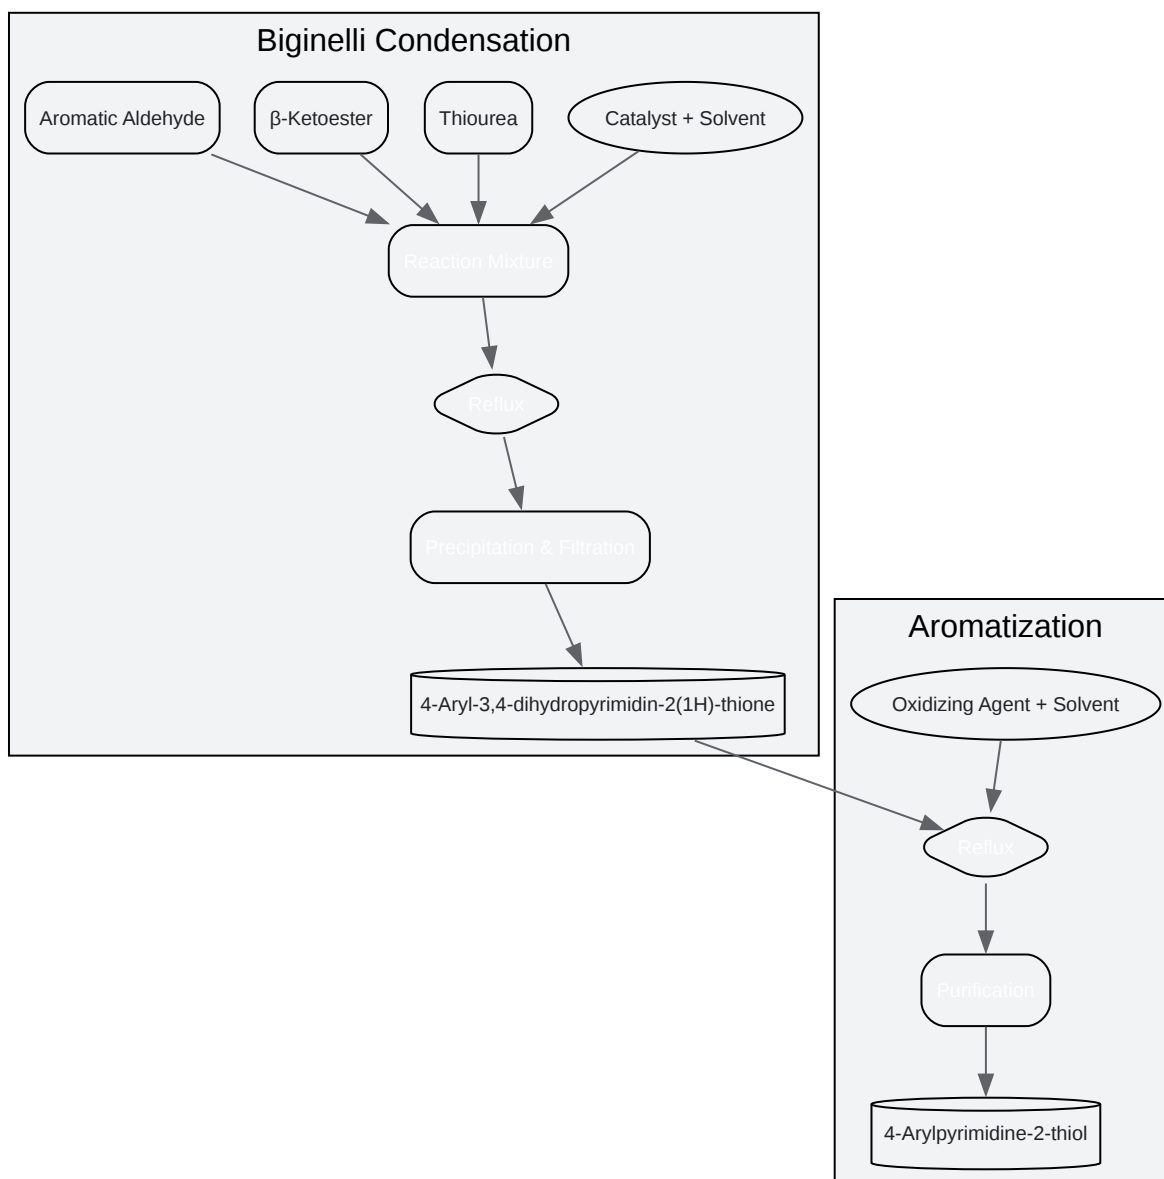 Biginelli Condensation
Aromatic Aldehyde
β-Ketoester
Thiourea
Catalyst + Solvent
Reaction Mixture
Reflux
Precipitation & Filtration
4-Aryl-3,4-dihydropyrimidin-2(1H)-thione
Aromatization
Oxidizing Agent + Solvent
Reflux
Purification
4-Arylpyrimidine-2-thiol